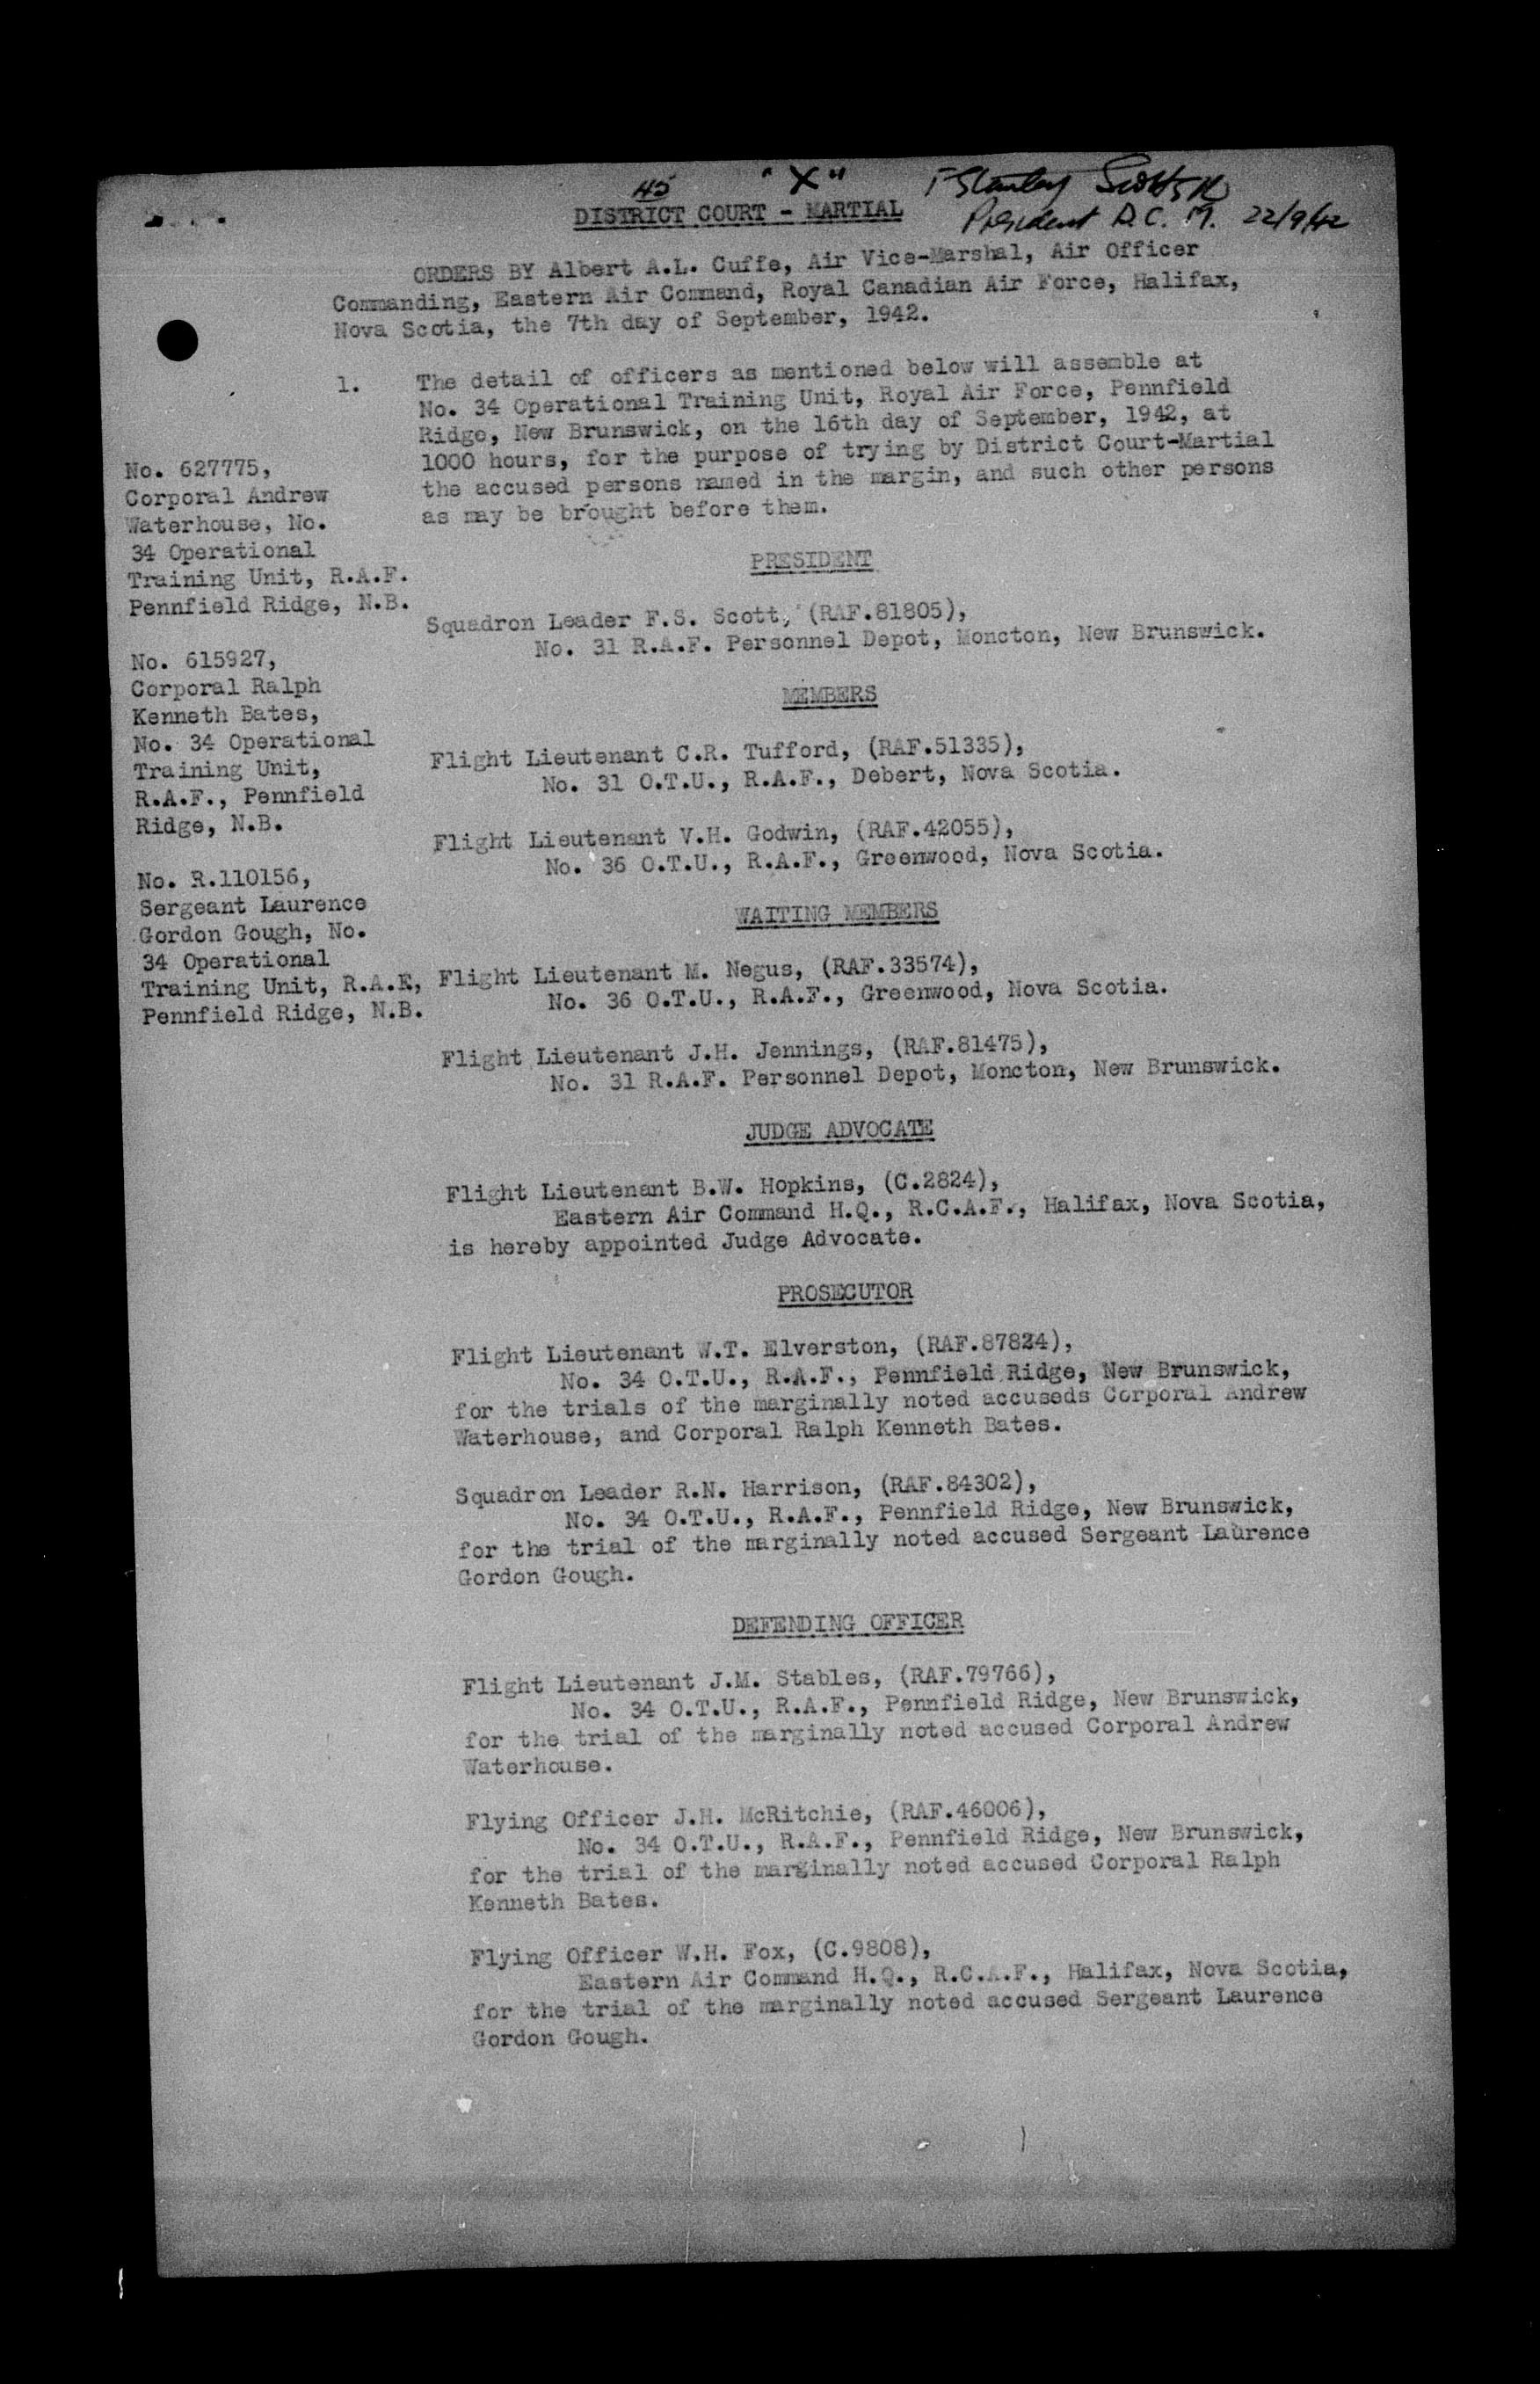 45 "X" F Stanley Scott S/L
DISTRICT COURT - MARTIAL
President D.C.M. 22/9/42
ORDERS BY Albert A.L. Cuffe, Air Vice-Marshal, Air Officer
Commanding, Eastern Air Command, Royal Canadian Air Force, Halifax,
Nova Scotia, the 7th day of September, 1942.
1. The detail of officers as mentioned below will assemble at
No. 34 Operational Training Unit, Royal Air Force, Pennfield
Ridge, New Brunswick, on the 16th day of September, 1942, at
1000 hours, for the purpose of trying by District Court-Martial
the accused persons named in the margin, and such other persons
as may be brought before them.
No. 627775,
Corporal Andrew
Waterhouse, No.
34 Operational
Training Unit, R.A.F.
Pennfield Ridge, N.B.
No. 615927,
Corporal Ralph
Kenneth Bates,
No. 34 Operational
Training Unit,
R.A.F., Pennfield
Ridge, N.B.
No. R.110156,
Sergeant Laurence
Gordon Gough, No.
34 Operational
Training Unit, R.A.F,
Pennfield Ridge, N.B.
PRESIDENT
Squadron Leader F.S. Scott, (RAF.81805),
No. 31 R.A.F. Personnel Depot, Moncton, New Brunswick.
MEMBERS
Flight Lieutenant C.R. Tufford, (RAF.51335),
No. 31 O.T.U., R.A.F., Debert, Nova Scotia.
Flight Lieutenant V.H. Godwin, (RAF.42055),
No. 36 O.T.U., R.A.F., Greenwood, Nova Scotia.
WAITING MEMBERS
Flight Lieutenant M. Negus, (RAF.33574),
No. 36 O.T.U., R.A.F., Greenwood, Nova Scotia.
Flight Lieutenant J.H. Jennings, (RAF.81475),
No. 31 R.A.F. Personnel Depot, Moncton, New Brunswick.
JUDGE ADVOCATE
Flight Lieutenant B.W. Hopkins, (C.2824),
Eastern Air Command H.Q., R.C.A.F., Halifax, Nova Scotia,
is hereby appointed Judge Advocate.
PROSECUTOR
Flight Lieutenant W.T. Elverston, (RAF.87824),
No. 34 O.T.U., R.A.F., Pennfield Ridge, New Brunswick,
for the trials of the marginally noted accuseds Corporal Andrew
Waterhouse, and Corporal Ralph Kenneth Bates.
Squadron Leader R.N. Harrison, (RAF.84302),
No. 34 O.T.U., R.A.F., Pennfield Ridge, New Brunswick,
for the trial of the marginally noted accused Sergeant Laurence
Gordon Gough.
DEFENDING OFFICER
Flight Lieutenant J.M. Stables, (RAF.79766),
No. 34 O.T.U., R.A.F., Pennfield Ridge, New Brunswick,
for the trial of the marginally noted accused Corporal Andrew
Waterhouse.
Flying Officer J.H. McRitchie, (RAF.46006),
No. 34 O.T.U., R.A.F., Pennfield Ridge, New Brunswick,
for the trial of the marginally noted accused Corporal Ralph
Kenneth Bates.
Flying Officer W.H. Fox, (C.9808),
Eastern Air Command H.Q., R.C.A.F., Halifax, Nova Scotia,
for the trial of the marginally noted accused Sergeant Laurence
Gordon Gough.